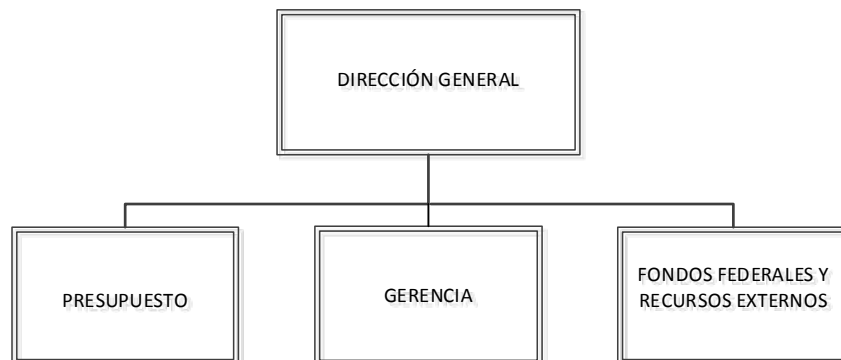 DIRECCIÓN GENERAL
PRESUPUESTO
GERENCIA
FONDOS FEDERALES Y
RECURSOS EXTERNOS